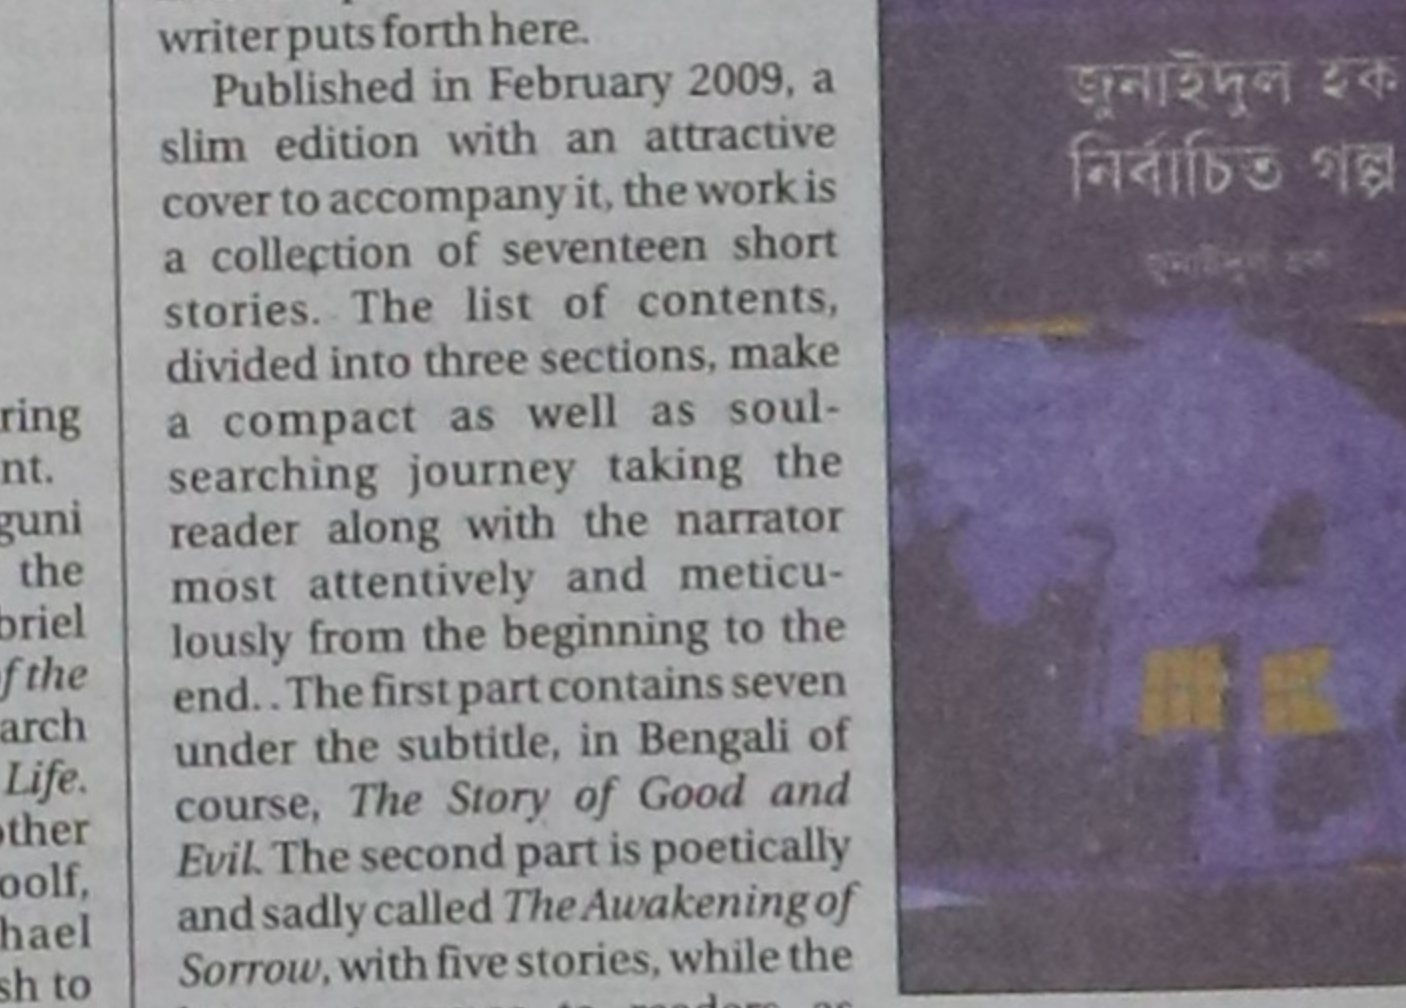 ring
nt.
guni
the
briel
f the
arch
Life.
ther
oolf,
hael
sh to
writer puts forth here.
Published in February 2009, a
slim edition with an attractive
cover to accompany it, the work is
a collection of seventeen short
stories. The list of contents,
divided into three sections, make
a compact as well as soul-
searching journey taking the
reader along with the narrator
most attentively and meticu-
lously from the beginning to the
end. . The first part contains seven
under the subtitle, in Bengali of
course, The Story of Good and
Evil. The second part is poetically
and sadly called The Awakening of
Sorrow, with five stories, while the
to readers as
জুনাইদুল হক
নির্বাচিত গল্প